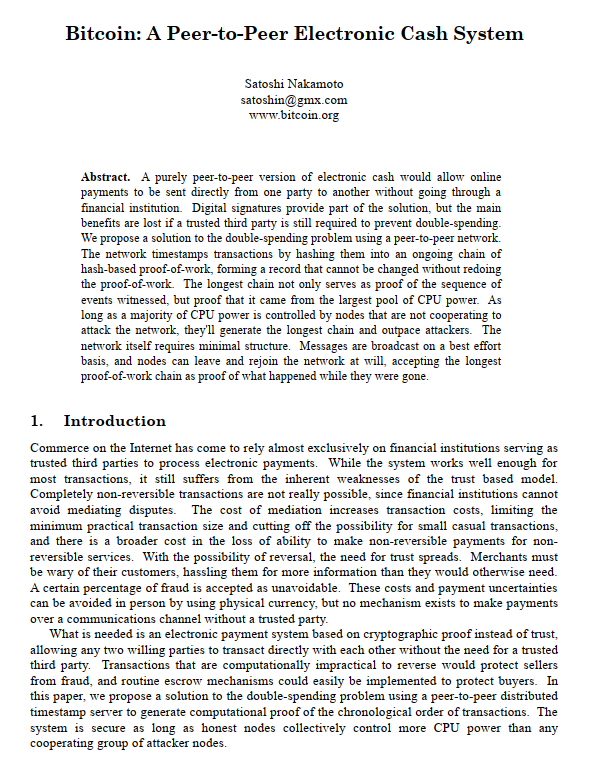 Bitcoin: A Peer-to-Peer Electronic Cash System
Satoshi Nakamoto
satoshin@gmx.com
www.bitcoin.org
Abstract. A purely peer-to-peer version of electronic cash would allow online
payments to be sent directly from one party to another without going through a
financial institution. Digital signatures provide part of the solution, but the main
benefits are lost if a trusted third party is still required to prevent double-spending.
We propose a solution to the double-spending problem using a peer-to-peer network.
The network timestamps transactions by hashing them into an ongoing chain of
hash-based proof-of-work, forming a record that cannot be changed without redoing
the proof-of-work. The longest chain not only serves as proof of the sequence of
events witnessed, but proof that it came from the largest pool of CPU power. As
long as a majority of CPU power is controlled by nodes that are not cooperating to
attack the network, they'll generate the longest chain and outpace attackers. The
network itself requires minimal structure. Messages are broadcast on a best effort
basis, and nodes can leave and rejoin the network at will, accepting the longest
proof-of-work chain as proof of what happened while they were gone.
1. Introduction
Commerce on the Internet has come to rely almost exclusively on financial institutions serving as
trusted third parties to process electronic payments. While the system works well enough for
most transactions, it still suffers from the inherent weaknesses of the trust based model.
Completely non-reversible transactions are not really possible, since financial institutions cannot
avoid mediating disputes. The cost of mediation increases transaction costs, limiting the
minimum practical transaction size and cutting off the possibility for small casual transactions,
and there is a broader cost in the loss of ability to make non-reversible payments for non-
reversible services. With the possibility of reversal, the need for trust spreads. Merchants must
be wary of their customers, hassling them for more information than they would otherwise need.
A certain percentage of fraud is accepted as unavoidable. These costs and payment uncertainties
can be avoided in person by using physical currency, but no mechanism exists to make payments
over a communications channel without a trusted party.
What is needed is an electronic payment system based on cryptographic proof instead of trust,
allowing any two willing parties to transact directly with each other without the need for a trusted
third party. Transactions that are computationally impractical to reverse would protect sellers
from fraud, and routine escrow mechanisms could easily be implemented to protect buyers. In
this paper, we propose a solution to the double-spending problem using a peer-to-peer distributed
timestamp server to generate computational proof of the chronological order of transactions. The
system is secure as long as honest nodes collectively control more CPU power than any
cooperating group of attacker nodes.